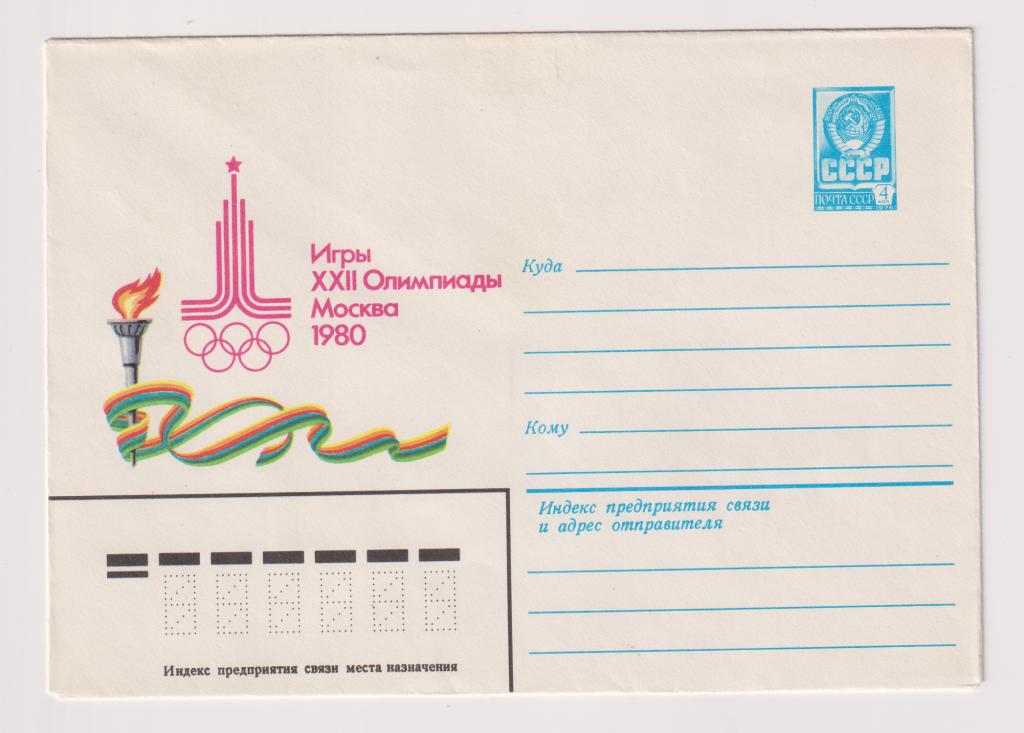 СССР
ПОЧТА СССР
4
КОП
Игры
XXII Олимпиады
Москва
1980
Куда
Кому
Индекс предприятия связи
и адрес отправителя
Индекс предприятия связи места назначения